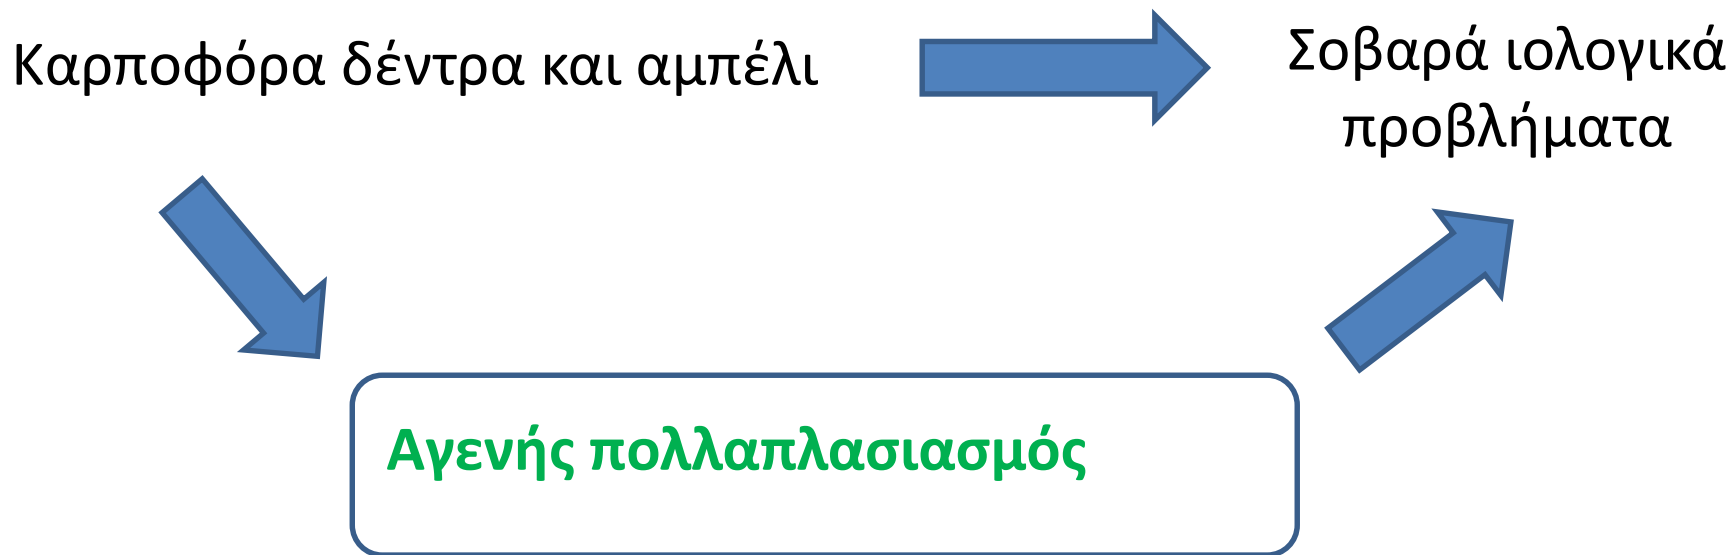 Καρποφόρα δέντρα και αμπέλι
Σοβαρά ιολογικά
προβλήματα
Αγενής πολλαπλασιασμός